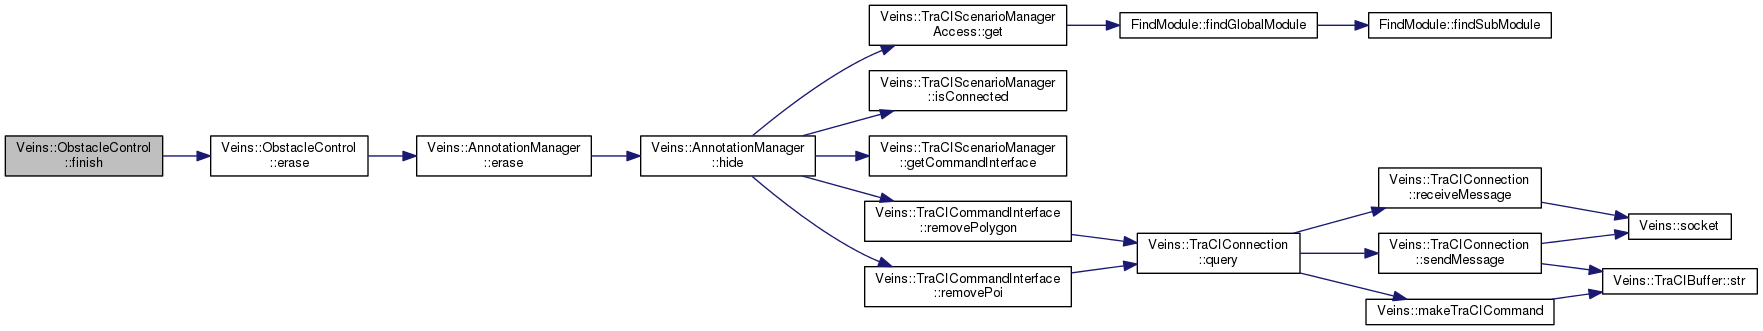 Veins::ObstacleControl
::finish
Veins::ObstacleControl
::erase
Veins::AnnotationManager
::erase
Veins::AnnotationManager
::hide
Veins::TraCIScenarioManager
Access::get
Veins::TraCIScenarioManager
::isConnected
Veins::TraCIScenarioManager
::getCommandInterface
Veins::TraCICommandInterface
::removePolygon
Veins::TraCICommandInterface
::removePoi
FindModule::findGlobalModule
FindModule::findSubModule
Veins::TraCIConnection
::query
Veins::TraCIConnection
::receiveMessage
Veins::TraCIConnection
::sendMessage
Veins::makeTraCICommand
Veins::socket
Veins::TraCIBuffer::str